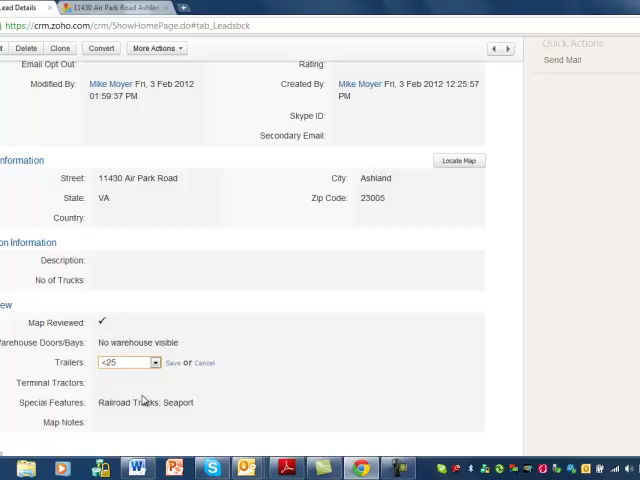 Lead Details
11430 Air Park Road Ashlan
https://crm.zoho.com/crm/ShowHomePage.do#tab_Leadsbck
Delete Clone Convert More Actions
Quick Actions
Send Mail
Email Opt Out: Rating:
Modified By: Mike Moyer Fri, 3 Feb 2012 01:59:37 PM
Created By: Mike Moyer Fri, 3 Feb 2012 12:25:57 PM
Skype ID:
Secondary Email:
nformation Locate Map
Street: 11430 Air Park Road City: Ashland
State: VA Zip Code: 23005
Country:
on Information
Description:
No of Trucks:
ew
Map Reviewed:
Warehouse Doors/Bays: No warehouse visible
Trailers: <25 Save or Cancel
Terminal Tractors:
Special Features: Railroad Tracks; Seaport
Map Notes: